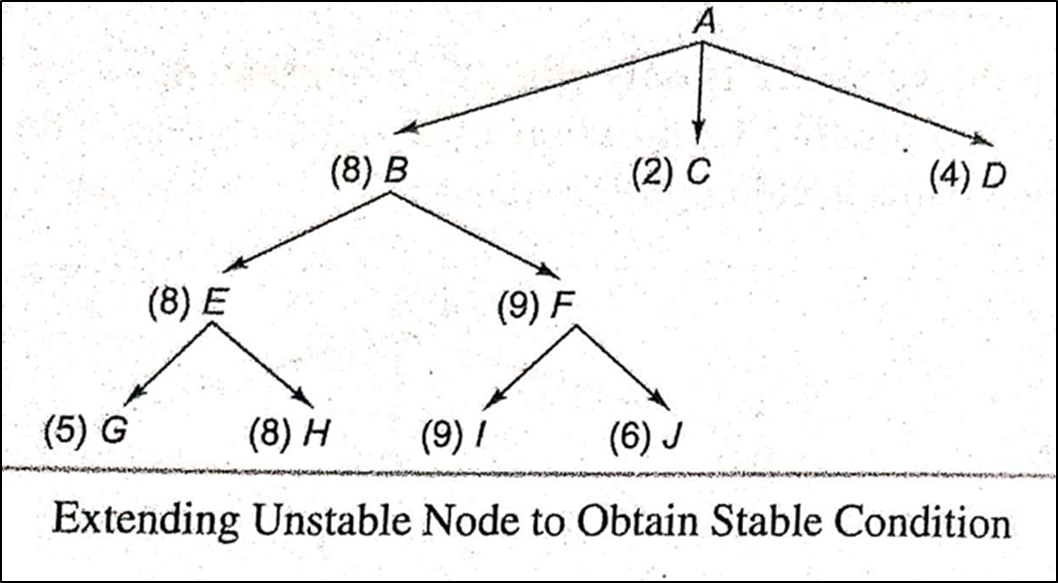 A
(8) B
(2) C
(4) D
(8) E
(9) F
(5) G
(8) H
(9) I
(6) J
Extending Unstable Node to Obtain Stable Condition